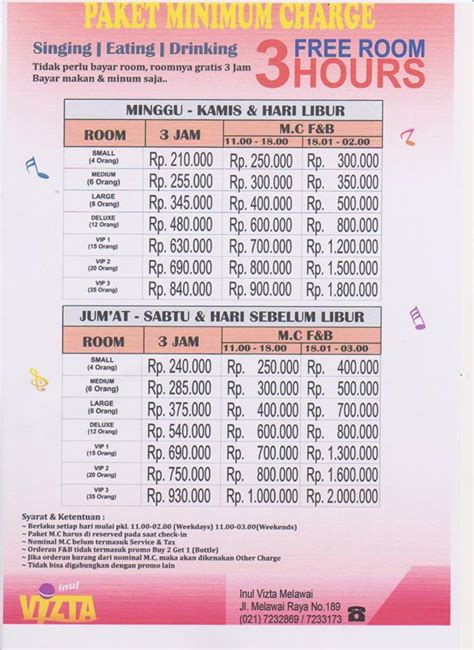 PAKET MINIMUM CHARGE
Singing | Eating | Drinking
Tidak perlu bayar room, roomnya gratis 3 Jam
Bayar makan & minum saja..
3 FREE ROOM HOURS
MINGGU - KAMIS & HARI LIBUR
ROOM 3 JAM M.C F&B
11.00 - 18.00 18.01 - 02.00
SMALL (4 Orang) Rp. 210.000 Rp. 250.000 Rp. 300.000
MEDIUM (6 Orang) Rp. 255.000 Rp. 300.000 Rp. 350.000
LARGE (8 Orang) Rp. 345.000 Rp. 400.000 Rp. 500.000
DELUXE (12 Orang) Rp. 480.000 Rp. 600.000 Rp. 800.000
VIP 1 (15 Orang) Rp. 630.000 Rp. 700.000 Rp. 1.200.000
VIP 2 (20 Orang) Rp. 690.000 Rp. 800.000 Rp. 1.500.000
VIP 3 (35 Orang) Rp. 840.000 Rp. 900.000 Rp. 1.800.000
JUM'AT - SABTU & HARI SEBELUM LIBUR
ROOM 3 JAM M.C F&B
11.00 - 18.00 18.01 - 03.00
SMALL (4 Orang) Rp. 240.000 Rp. 250.000 Rp. 400.000
MEDIUM (6 Orang) Rp. 285.000 Rp. 300.000 Rp. 500.000
LARGE (8 Orang) Rp. 375.000 Rp. 400.000 Rp. 700.000
DELUXE (12 Orang) Rp. 540.000 Rp. 600.000 Rp. 800.000
VIP 1 (15 Orang) Rp. 690.000 Rp. 700.000 Rp. 1.300.000
VIP 2 (20 Orang) Rp. 750.000 Rp. 800.000 Rp. 1.600.000
VIP 3 (35 Orang) Rp. 930.000 Rp. 1.000.000 Rp. 2.000.000
Syarat & Ketentuan :
~ Berlaku setiap hari mulai pkl. 11.00-02.00 (Weekdays) 11.00-03.00(Weekends)
~ Paket M.C harus di reserved pada saat check-in
~ Nominal M.C belum termasuk Service & Tax
~ Orderan F&B tidak termasuk promo Buy 2 Get 1 (Bottle)
~ Jika orderan kurang dari nominal M.C, maka akan dikenakan Other Charge
~ Tidak bisa digabungkan dengan promo lain
inul
VIZTA
Inul Vizta Melawai
Jl. Melawai Raya No.189
(021) 7232869 / 7233173